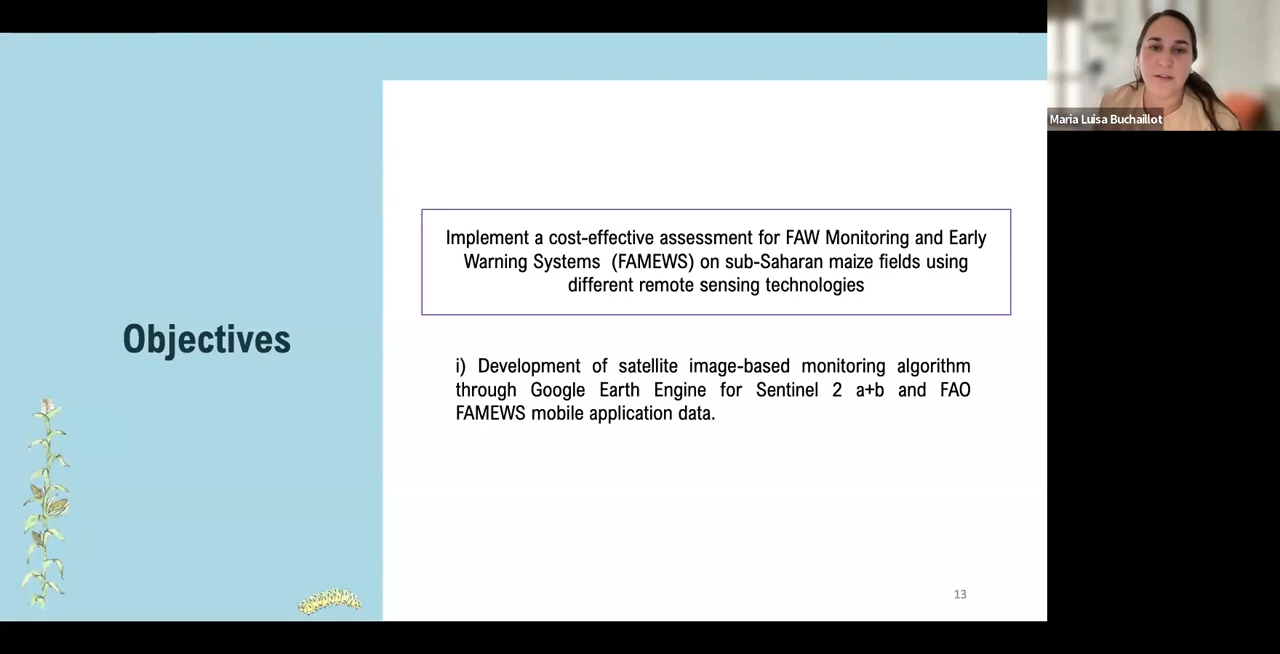 Maria Luisa Buchaillot
Objectives
Implement a cost-effective assessment for FAW Monitoring and Early
Warning Systems (FAMEWS) on sub-Saharan maize fields using
different remote sensing technologies
i) Development of satellite image-based monitoring algorithm
through Google Earth Engine for Sentinel 2 a+b and FAO
FAMEWS mobile application data.
13